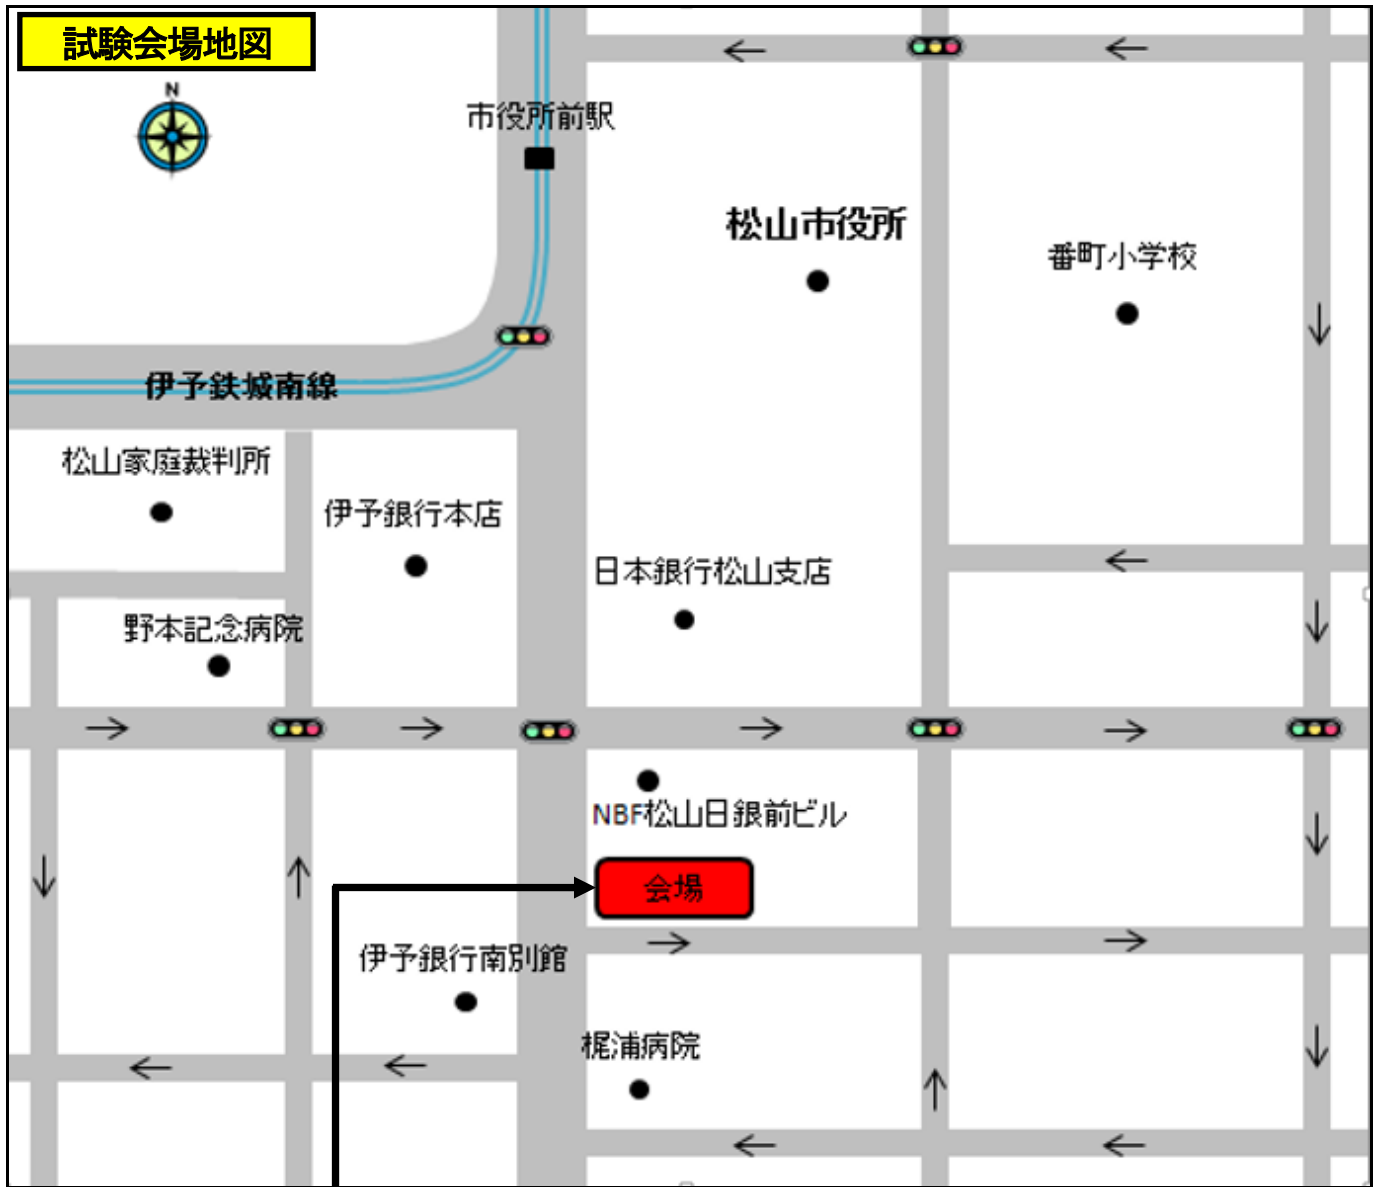 試験会場地図
N
市役所前駅
松山市役所
番町小学校
伊予鉄城南線
松山家庭裁判所
伊予銀行本店
日本銀行松山支店
野本記念病院
NBF松山日銀前ビル
会場
伊予銀行南別館
梶浦病院